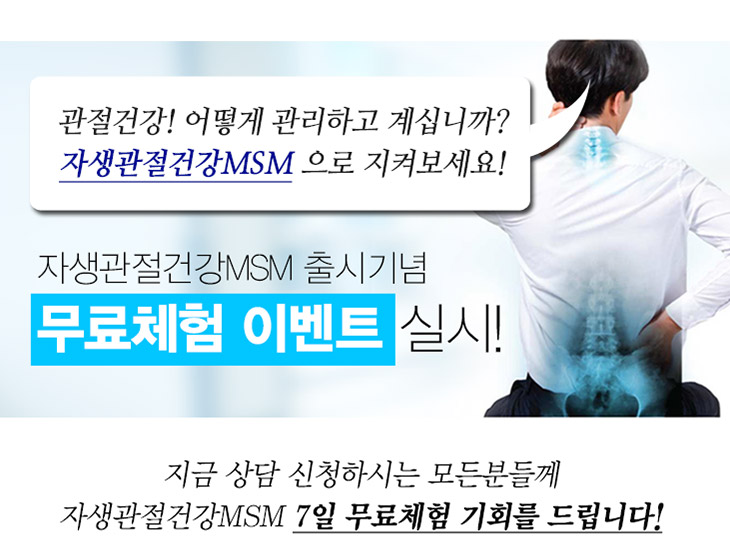 관절건강! 어떻게 관리하고 계십니까?
자생관절건강MSM 으로 지켜보세요!
자생관절건강MSM 출시기념
무료체험 이벤트 실시!
지금 상담 신청하시는 모든분들께
자생관절건강MSM 7일 무료체험 기회를 드립니다!